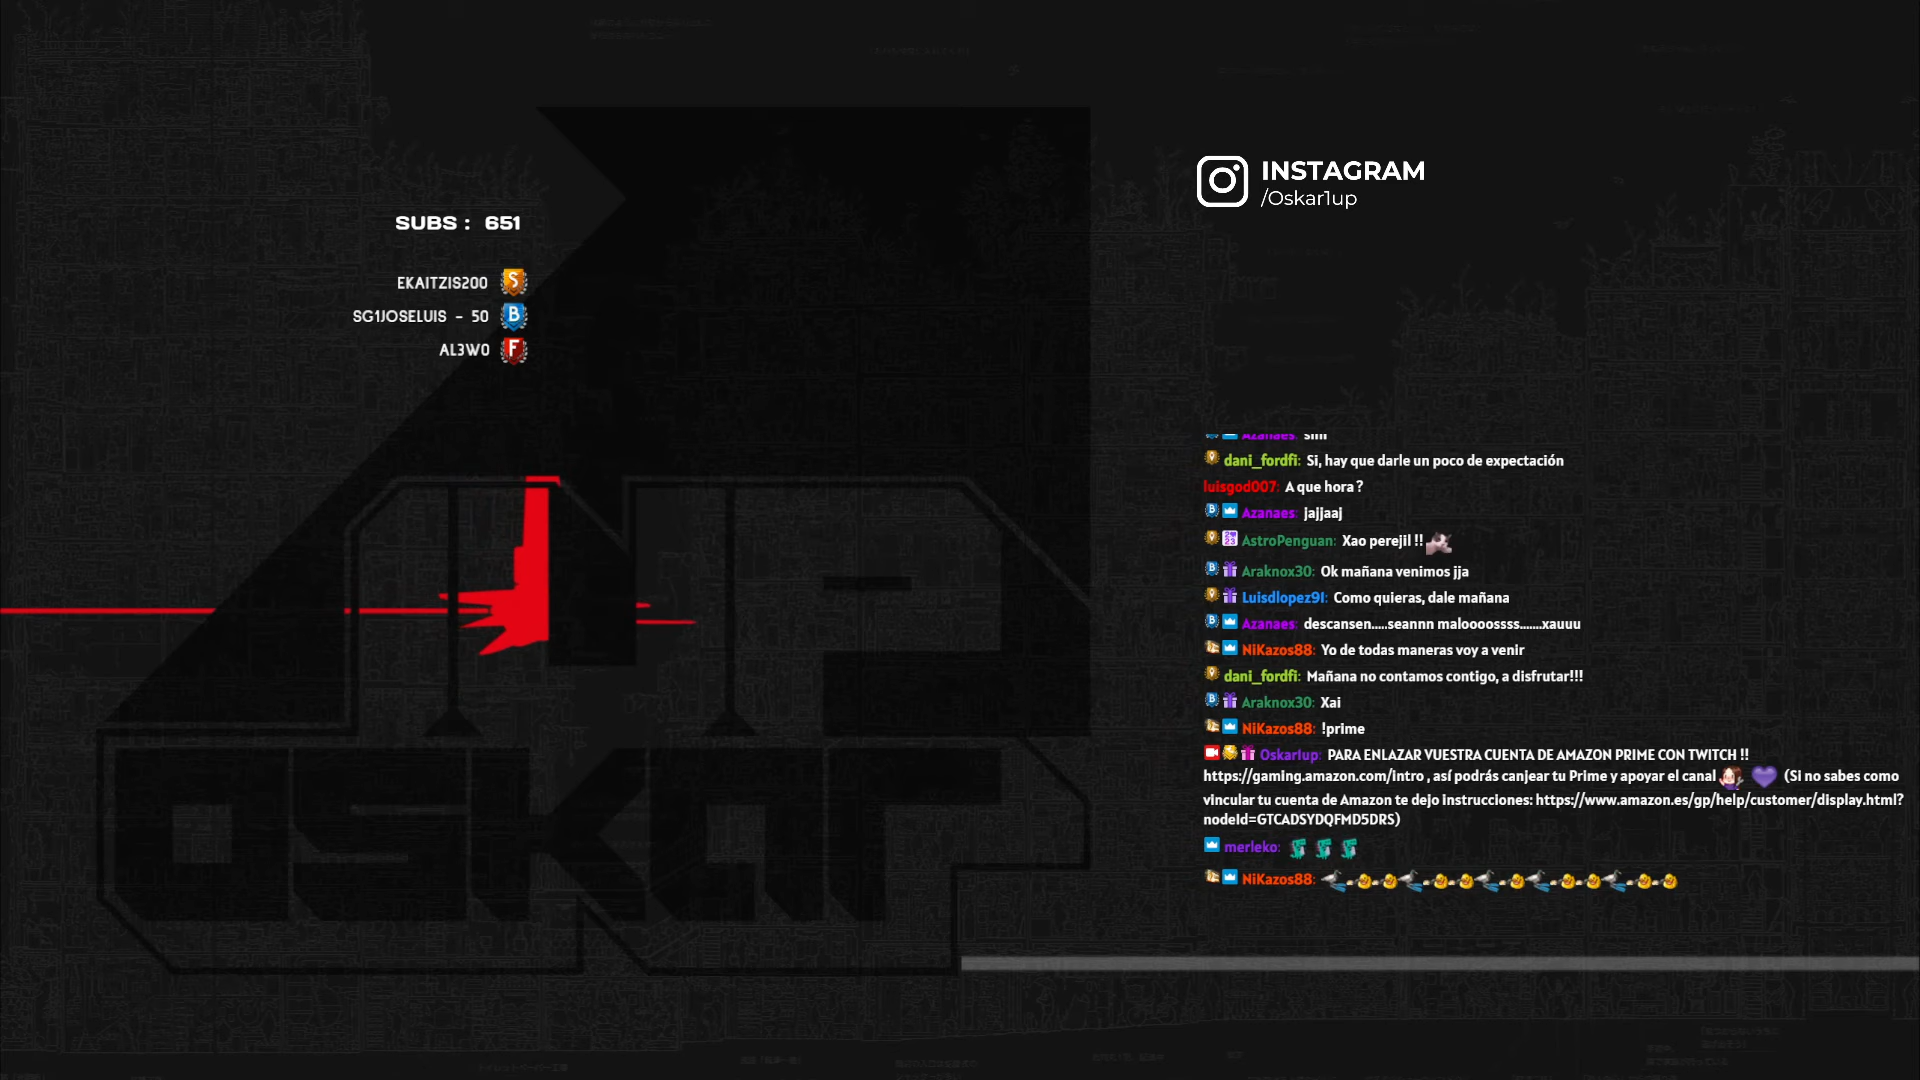 INSTAGRAM
/Oskar1up
SUBS : 651
EKAITZIS200 S
SG1JOSELUIS - 50 B
AL3W0 F
Azanaes:
dani_fordfi: Si, hay que darle un poco de expectación
luisgod007: A que hora ?
Azanaes: jajjaaj
AstroPenguan: Xao perejil !!
Araknox30: Ok mañana venimos jja
Luisdlopez91: Como quieras, dale mañana
Azanaes: descansen.....seannn maloooossss.......xauuu
NiKazos88: Yo de todas maneras voy a venir
dani_fordfi: Mañana no contamos contigo, a disfrutar!!!
Araknox30: Xai
NiKazos88: !prime
Oskar1up: PARA ENLAZAR VUESTRA CUENTA DE AMAZON PRIME CON TWITCH !!
https://gaming.amazon.com/intro , así podrás canjear tu Prime y apoyar el canal (Si no sabes como
vincular tu cuenta de Amazon te dejo instrucciones: https://www.amazon.es/gp/help/customer/display.html?
nodeId=GTCADSYDQFMD5DRS)
merleko:
NiKazos88:
1UP
OSKAR